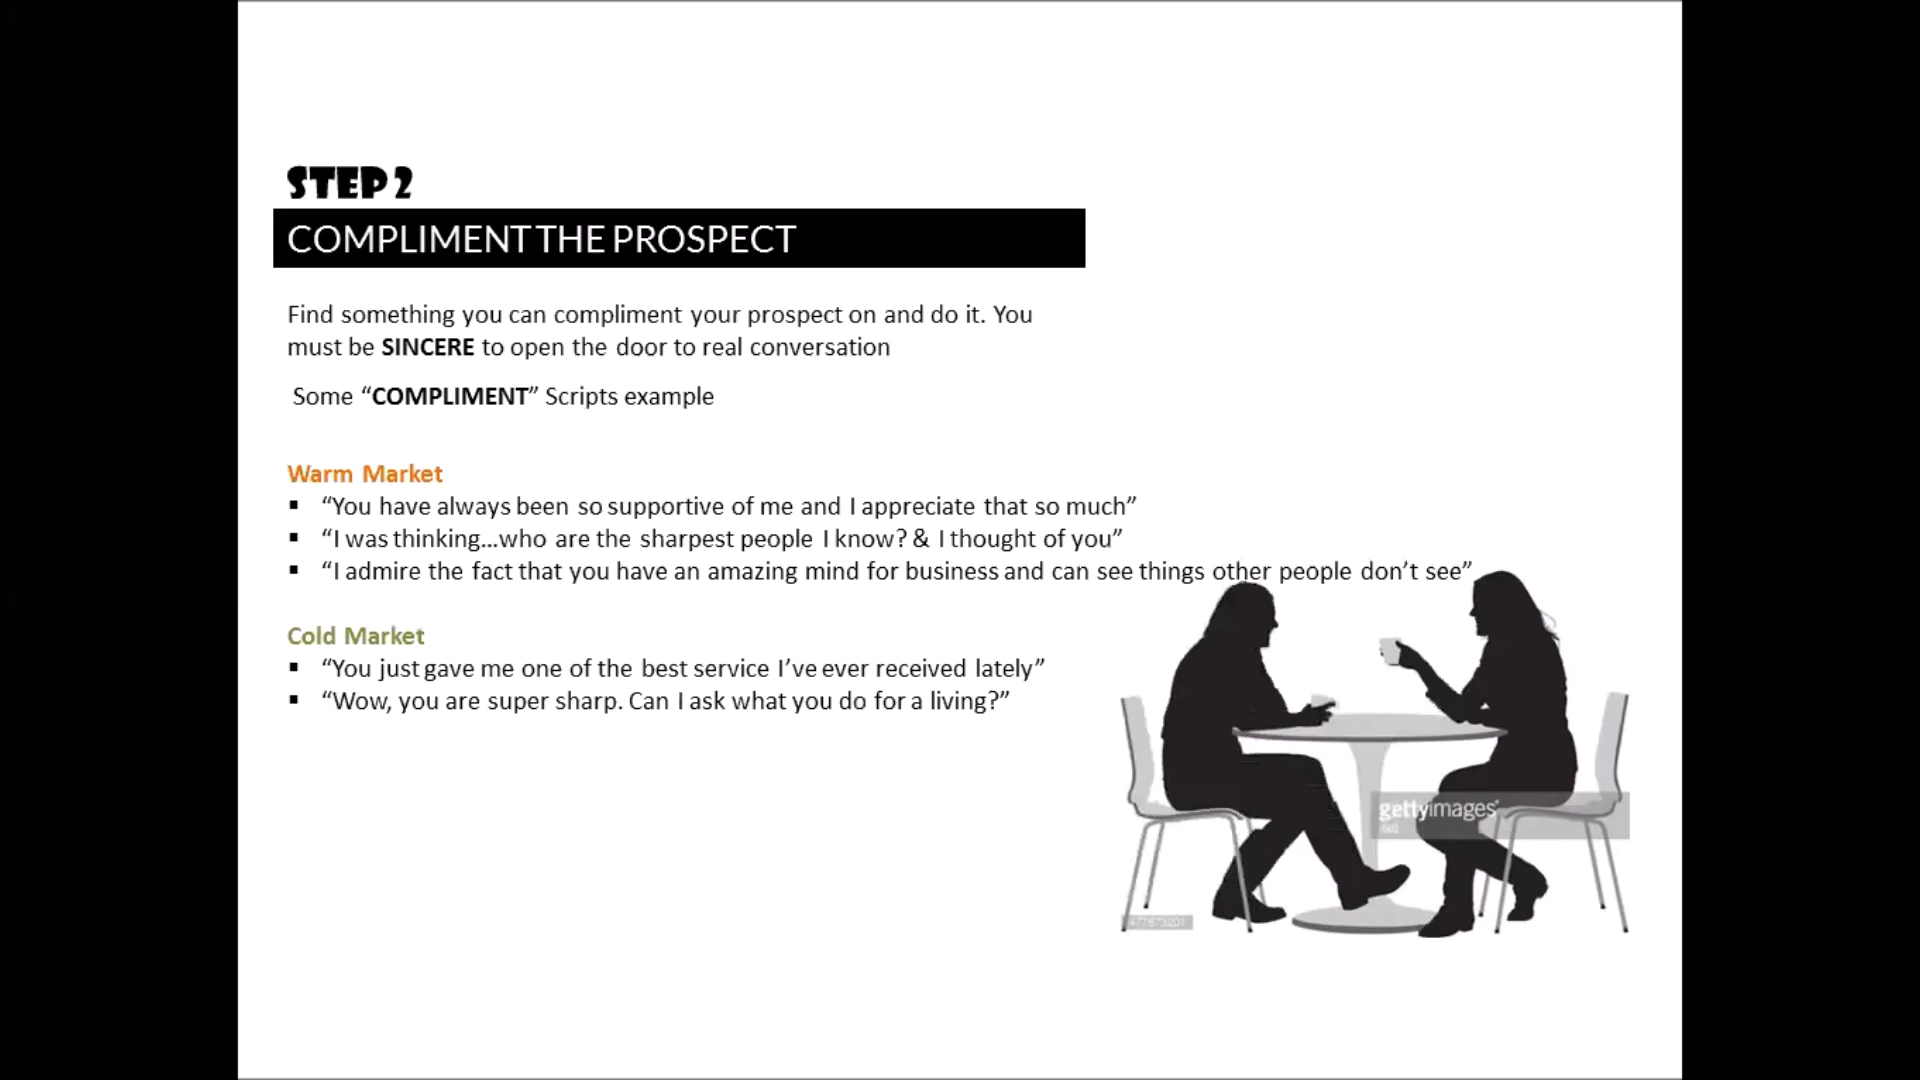 STEP 2
COMPLIMENT THE PROSPECT
Find something you can compliment your prospect on and do it. You
must be SINCERE to open the door to real conversation
Some “COMPLIMENT” Scripts example
Warm Market
▪ “You have always been so supportive of me and I appreciate that so much”
▪ “I was thinking...who are the sharpest people I know? & I thought of you”
▪ “I admire the fact that you have an amazing mind for business and can see things other people don’t see”
Cold Market
▪ “You just gave me one of the best service I’ve ever received lately”
▪ “Wow, you are super sharp. Can I ask what you do for a living?”
gettyimages®